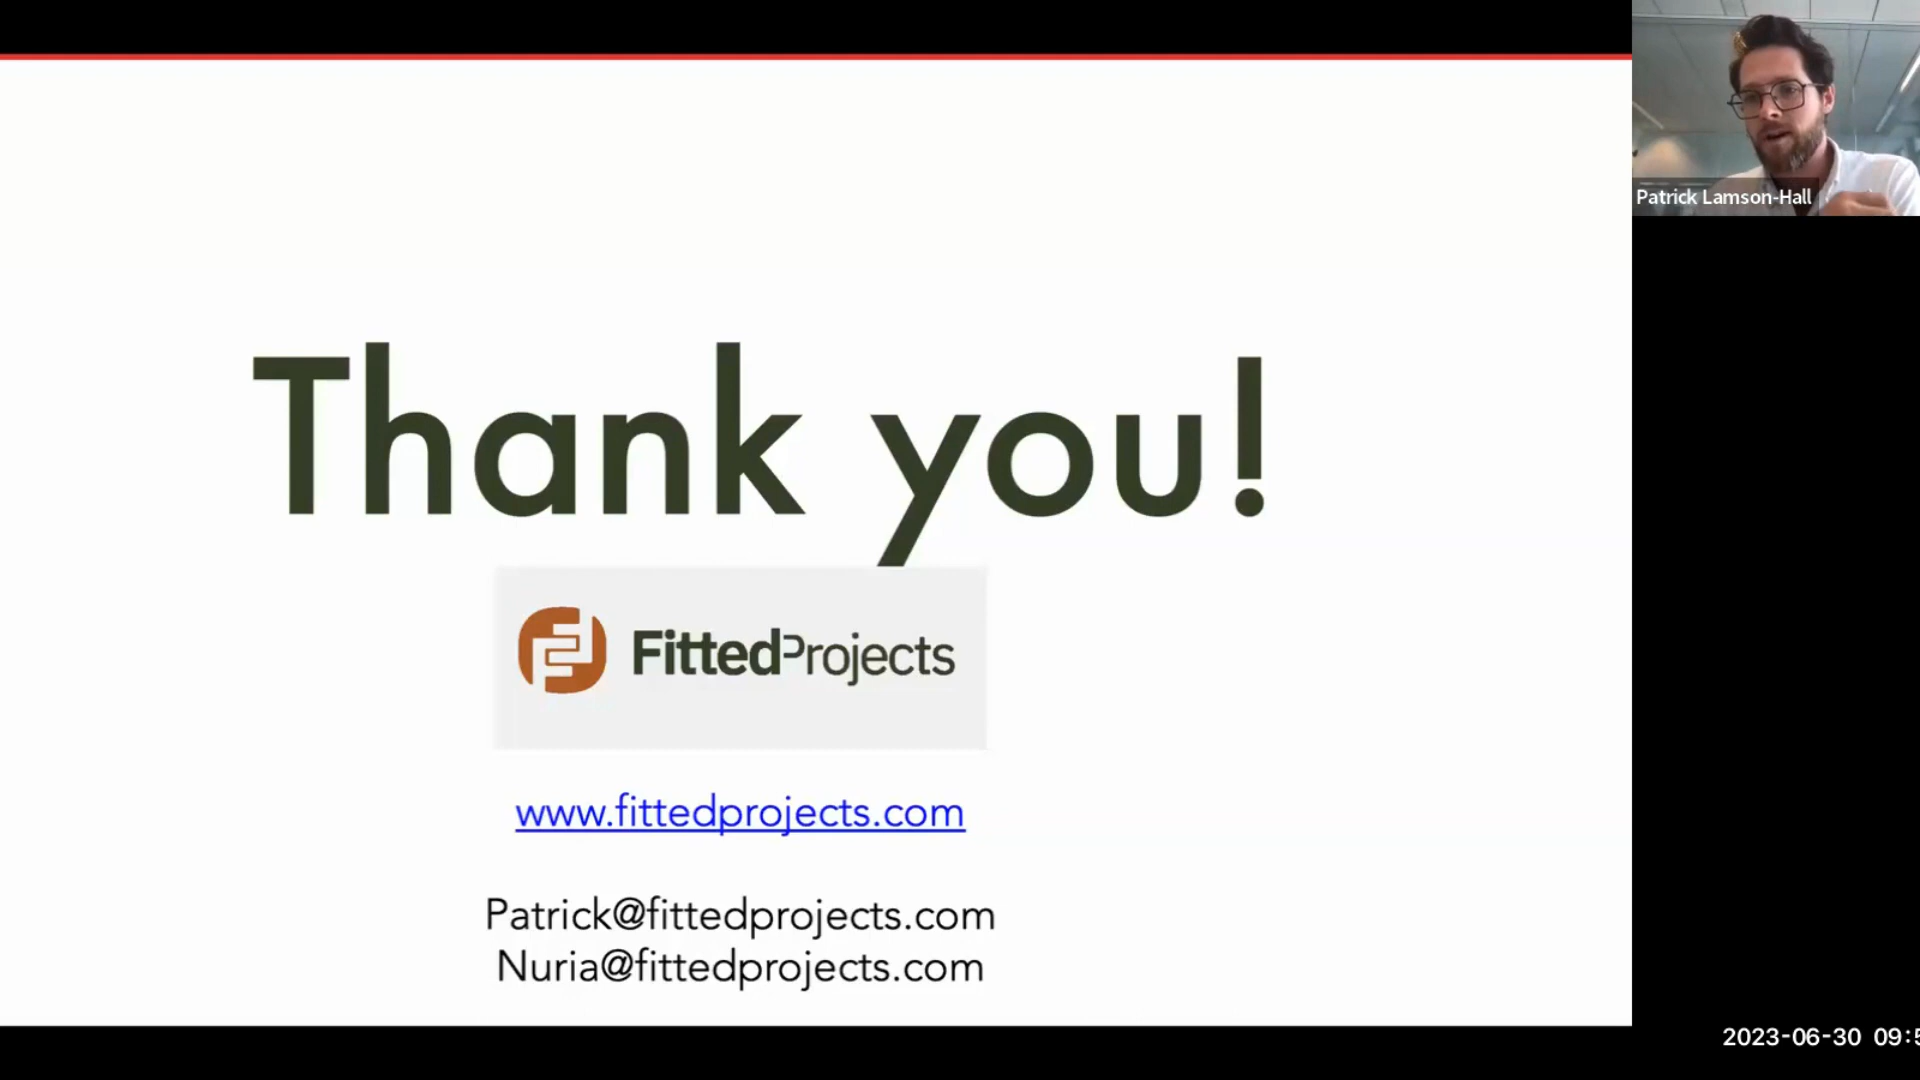 Patrick Lamson-Hall
Thank you!
FittedProjects
www.fittedprojects.com
Patrick@fittedprojects.com
Nuria@fittedprojects.com
2023-06-30 09:5